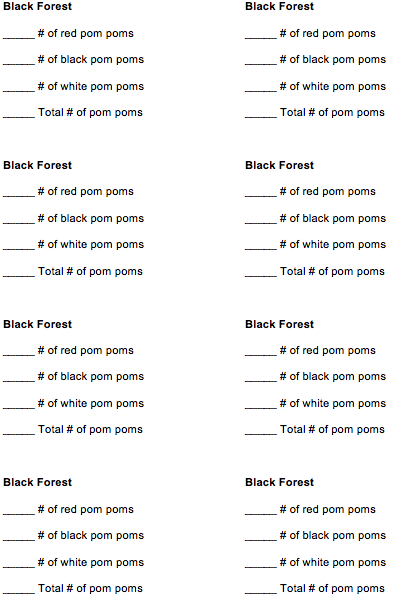 Black Forest
_____ # of red pom poms
_____ # of black pom poms
_____ # of white pom poms
_____ Total # of pom poms
Black Forest
_____ # of red pom poms
_____ # of black pom poms
_____ # of white pom poms
_____ Total # of pom poms
Black Forest
_____ # of red pom poms
_____ # of black pom poms
_____ # of white pom poms
_____ Total # of pom poms
Black Forest
_____ # of red pom poms
_____ # of black pom poms
_____ # of white pom poms
_____ Total # of pom poms
Black Forest
_____ # of red pom poms
_____ # of black pom poms
_____ # of white pom poms
_____ Total # of pom poms
Black Forest
_____ # of red pom poms
_____ # of black pom poms
_____ # of white pom poms
_____ Total # of pom poms
Black Forest
_____ # of red pom poms
_____ # of black pom poms
_____ # of white pom poms
_____ Total # of pom poms
Black Forest
_____ # of red pom poms
_____ # of black pom poms
_____ # of white pom poms
_____ Total # of pom poms